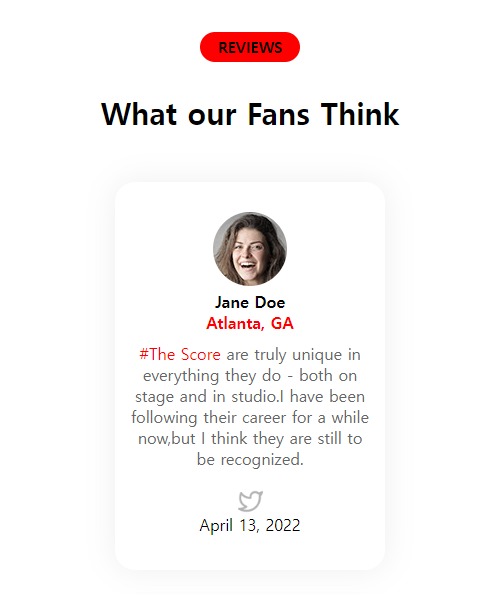 REVIEWS
What our Fans Think
Jane Doe
Atlanta, GA
#The Score are truly unique in
everything they do - both on
stage and in studio.I have been
following their career for a while
now,but I think they are still to
be recognized.
April 13, 2022